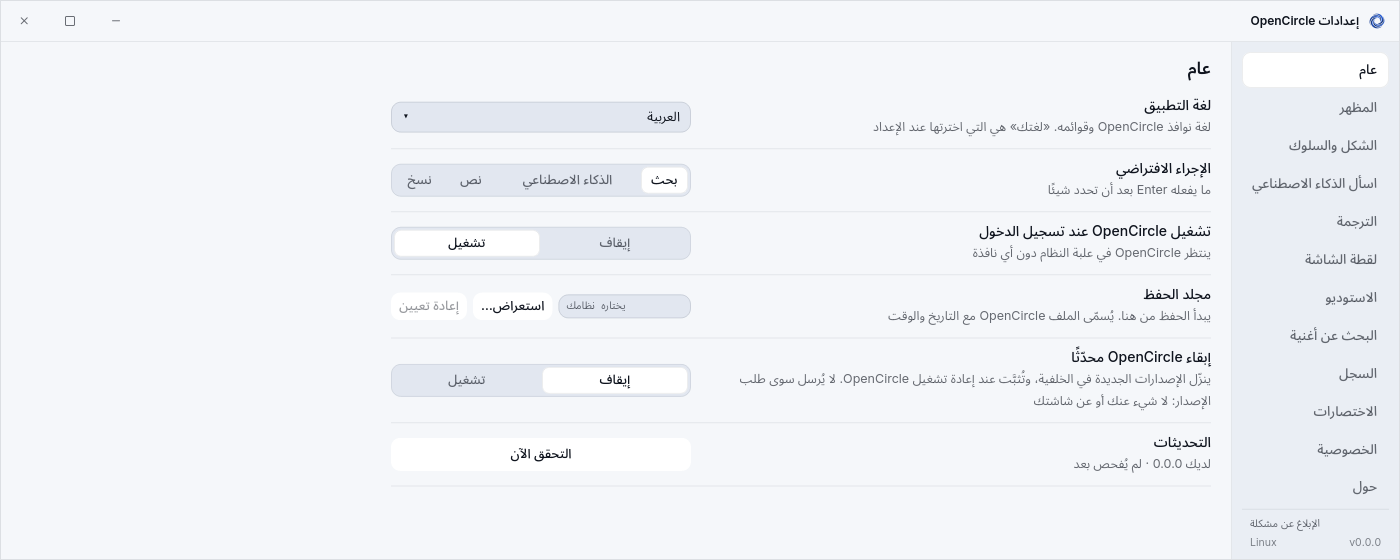 إعدادات OpenCircle
عام
المظهر
الشكل والسلوك
اسأل الذكاء الاصطناعي
الترجمة
لقطة الشاشة
الاستوديو
البحث عن أغنية
السجل
الاختصارات
الخصوصية
حول
الإبلاغ عن مشكلة
v0.0.0 Linux
عام
لغة التطبيق
لغة نوافذ OpenCircle وقوائمه. «لغتك» هي التي اخترتها عند الإعداد
العربية
الإجراء الافتراضي
ما يفعله Enter بعد أن تحدد شيئًا
بحث الذكاء الاصطناعي نص نسخ
تشغيل OpenCircle عند تسجيل الدخول
ينتظر OpenCircle في علبة النظام دون أي نافذة
إيقاف تشغيل
مجلد الحفظ
يبدأ الحفظ من هنا. يُسمّى الملف OpenCircle مع التاريخ والوقت
يختاره نظامك استعراض... إعادة تعيين
إبقاء OpenCircle محدّثًا
ينزّل الإصدارات الجديدة في الخلفية، وتُثبَّت عند إعادة تشغيل OpenCircle. لا يُرسل سوى طلب
الإصدار: لا شيء عنك أو عن شاشتك
إيقاف تشغيل
التحديثات
لديك 0.0.0 · لم يُفحص بعد
التحقق الآن